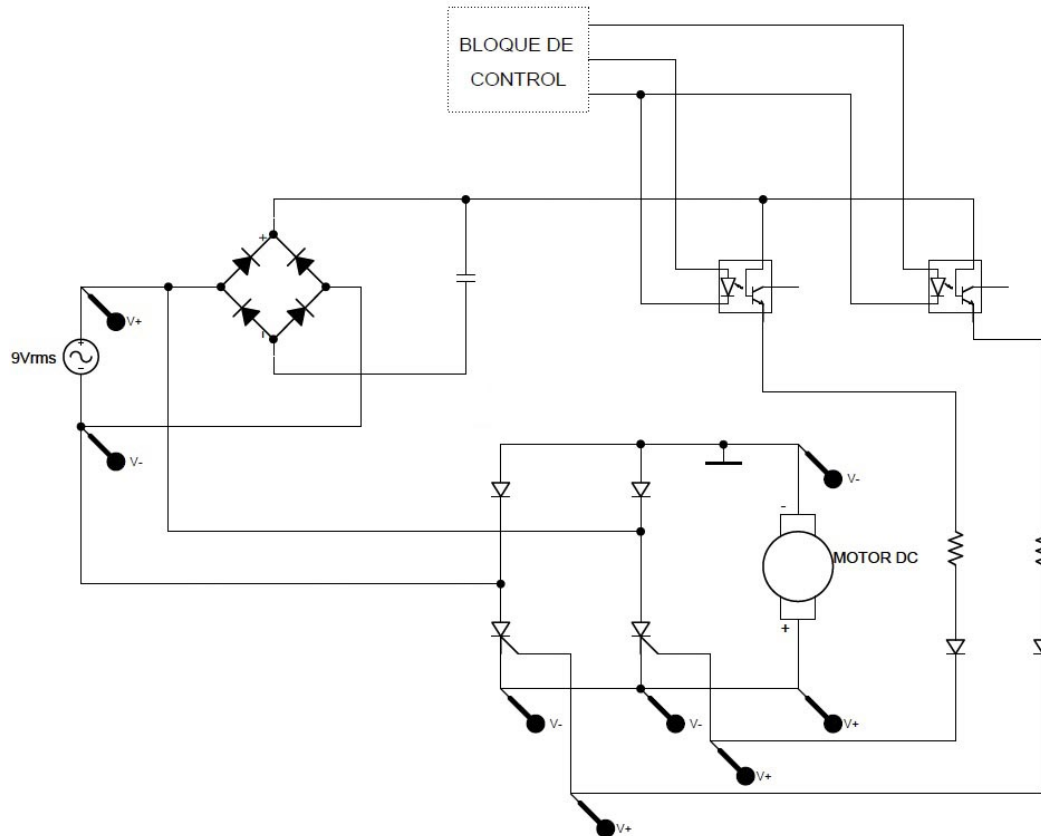 BLOQUE DE
CONTROL
+
V+
9Vrms
+
-
V-
V-
-
MOTOR DC
+
V-
V-
V+
V+
V+